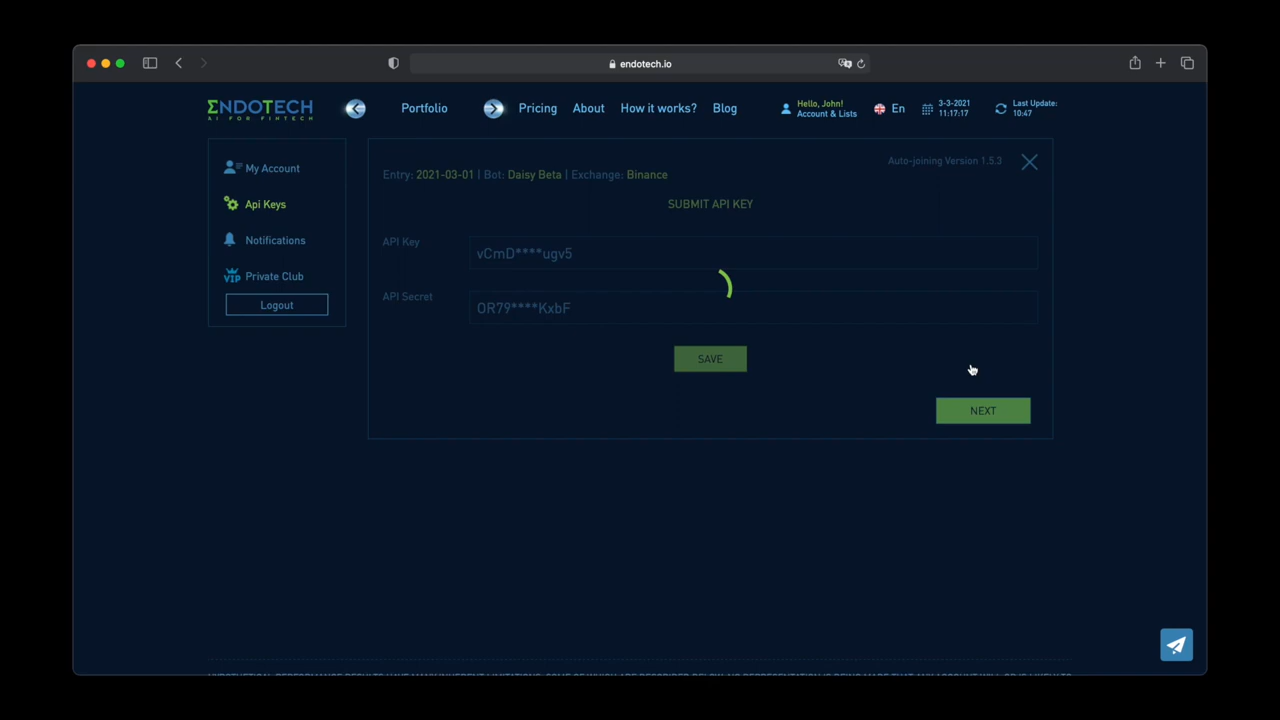 endotech.io
ΣNDOTECH
AI FOR FINTECH
Portfolio
Pricing
About
How it works?
Blog
Hello, John!
Account & Lists
En
3-3-2021
11:17:17
Last Update:
10:47
My Account
Api Keys
Notifications
VIP
Private Club
Logout
Auto-joining Version 1.5.3
Entry: 2021-03-01 | Bot: Daisy Beta | Exchange: Binance
SUBMIT API KEY
API Key
vCmD****ugv5
API Secret
OR79****KxbF
SAVE
NEXT